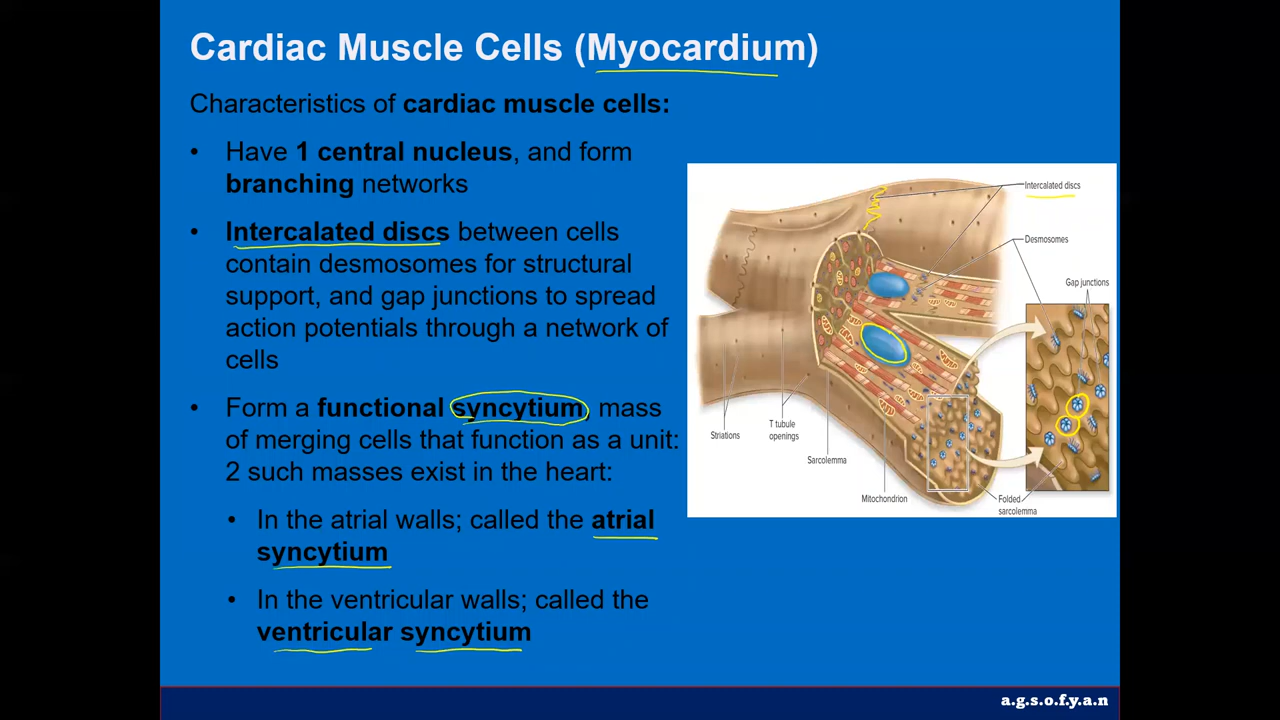 Cardiac Muscle Cells (Myocardium)
Characteristics of cardiac muscle cells:
• Have 1 central nucleus, and form
branching networks
• Intercalated discs between cells
contain desmosomes for structural
support, and gap junctions to spread
action potentials through a network of
cells
• Form a functional syncytium, mass
of merging cells that function as a unit:
2 such masses exist in the heart:
• In the atrial walls; called the atrial
syncytium
• In the ventricular walls; called the
ventricular syncytium
Intercalated discs
Desmosomes
Gap junctions
Striations
T tubule
openings
Sarcolemma
Mitochondrion
Folded
sarcolemma
a.g.s.o.f.y.a.n